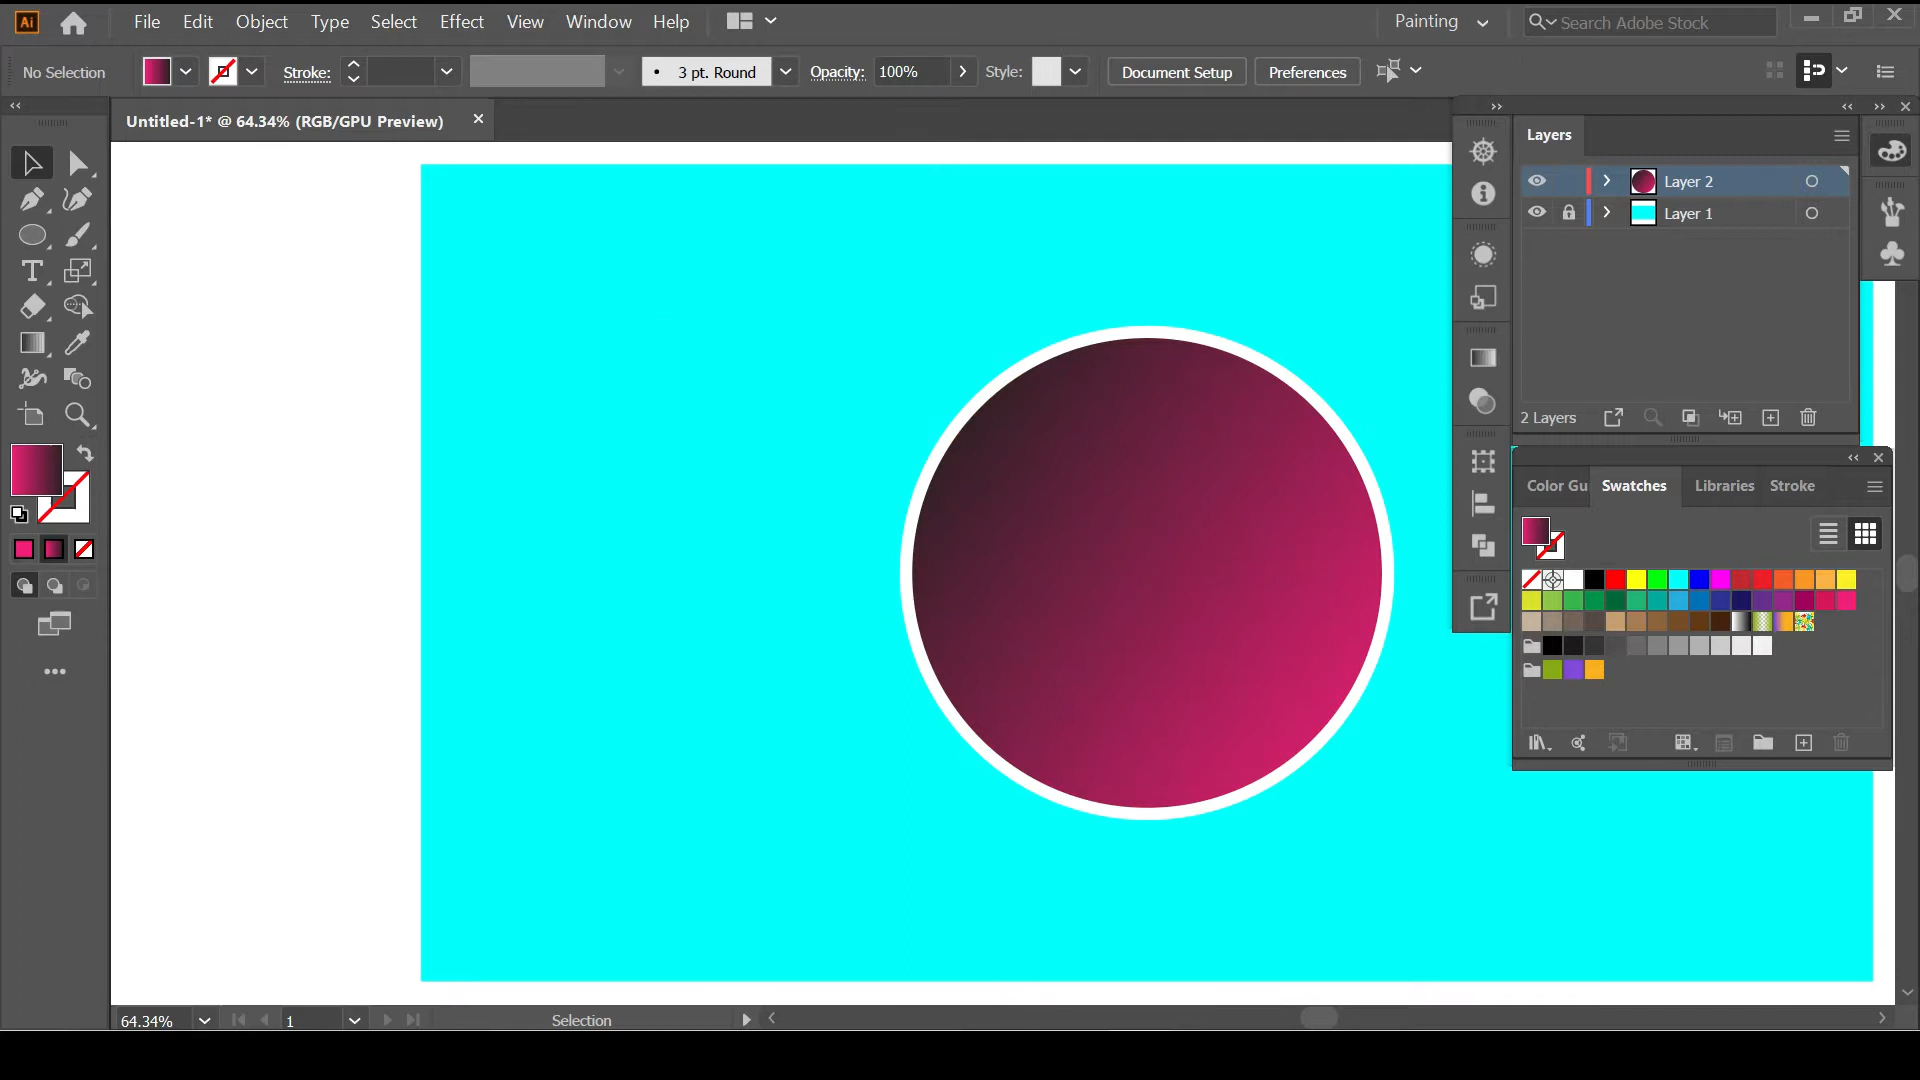 Ai File Edit Object Type Select Effect View Window Help Painting Search Adobe Stock
No Selection Stroke: 3 pt. Round Opacity: 100% Style: Document Setup Preferences
Untitled-1* @ 64.34% (RGB/GPU Preview)
Layers
Layer 2
Layer 1
2 Layers
Color Gu Swatches Libraries Stroke
64.34% 1 Selection